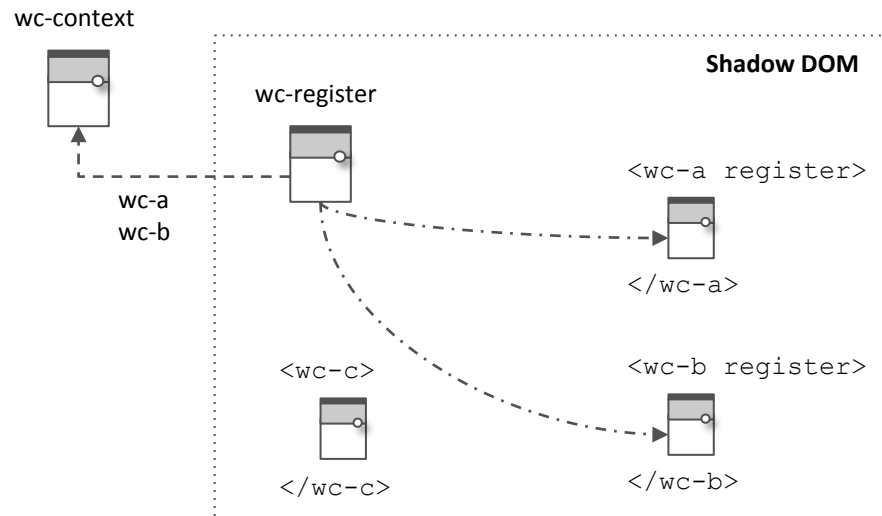 wc-context
Shadow DOM
wc-register
wc-a
wc-b
<wc-a register>
</wc-a>
<wc-c>
</wc-c>
<wc-b register>
</wc-b>